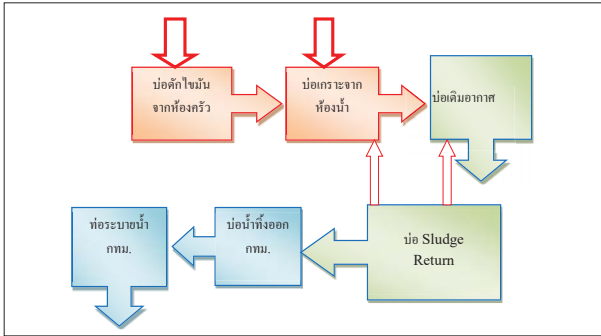 บ่อดักไขมัน
จากห้องครัว
บ่อเกราะจาก
ห้องน้ำ
บ่อเติมอากาศ
ท่อระบายน้ำ
กทม.
บ่อน้ำทิ้งออก
กทม.
บ่อ Sludge
Return